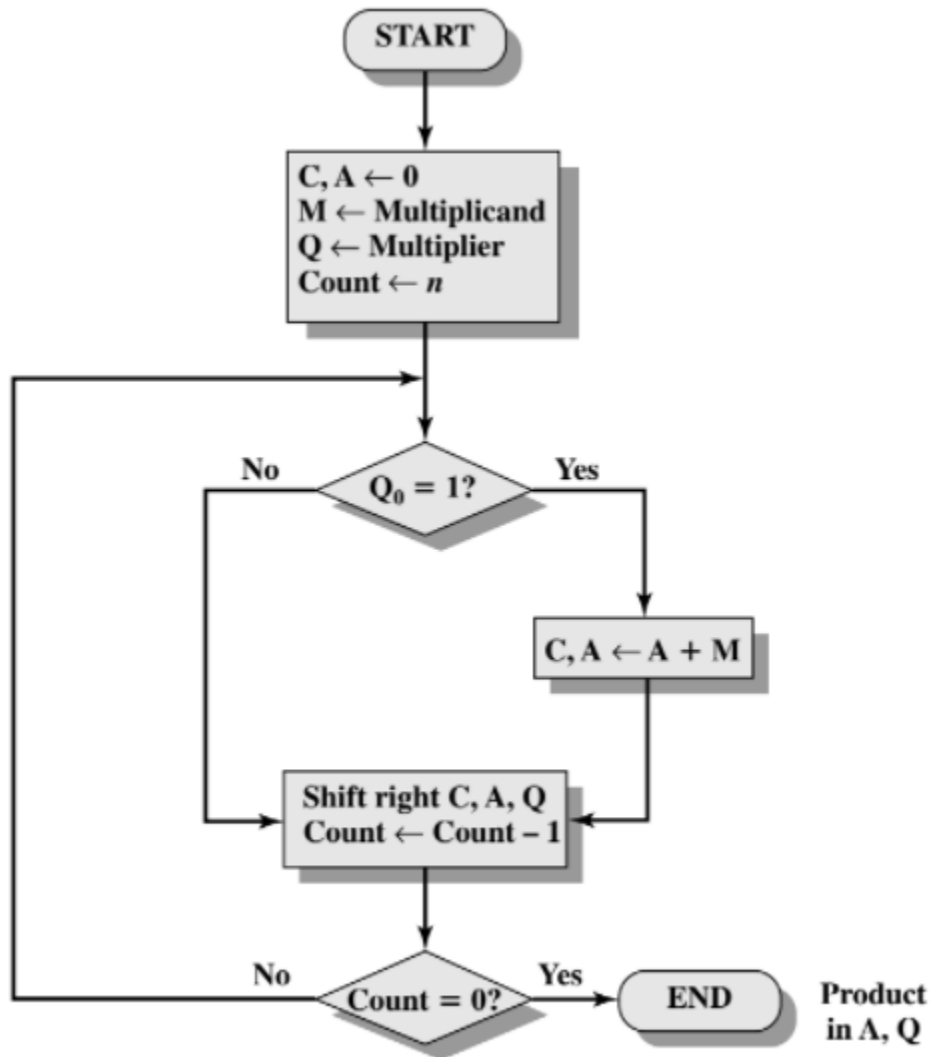 START
C, A ← 0
M ← Multiplicand
Q ← Multiplier
Count ← n
No
Yes
Q₀ = 1?
C, A ← A + M
Shift right C, A, Q
Count ← Count – 1
No
Yes
Count = 0?
END
Product
in A, Q